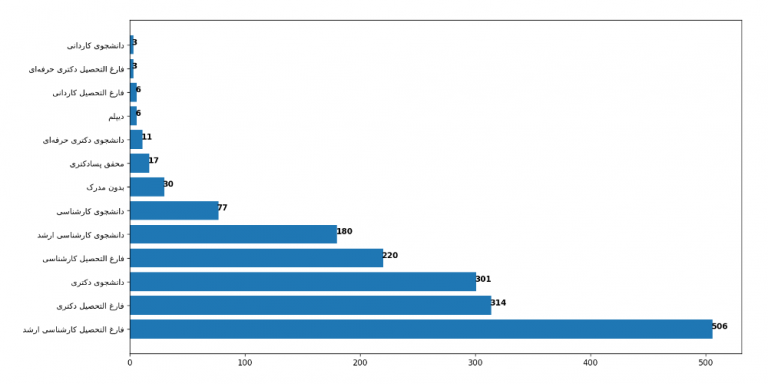 دانشجوی کاردانی 3
فارغ التحصیل دکتری حرفه‌ای 3
فارغ التحصیل کاردانی 6
دیپلم 6
دانشجوی دکتری حرفه‌ای 11
محقق پسادکتری 17
بدون مدرک 30
دانشجوی کارشناسی 77
دانشجوی کارشناسی ارشد 180
فارغ التحصیل کارشناسی 220
دانشجوی دکتری 301
فارغ التحصیل دکتری 314
فارغ التحصیل کارشناسی ارشد 506
0 100 200 300 400 500